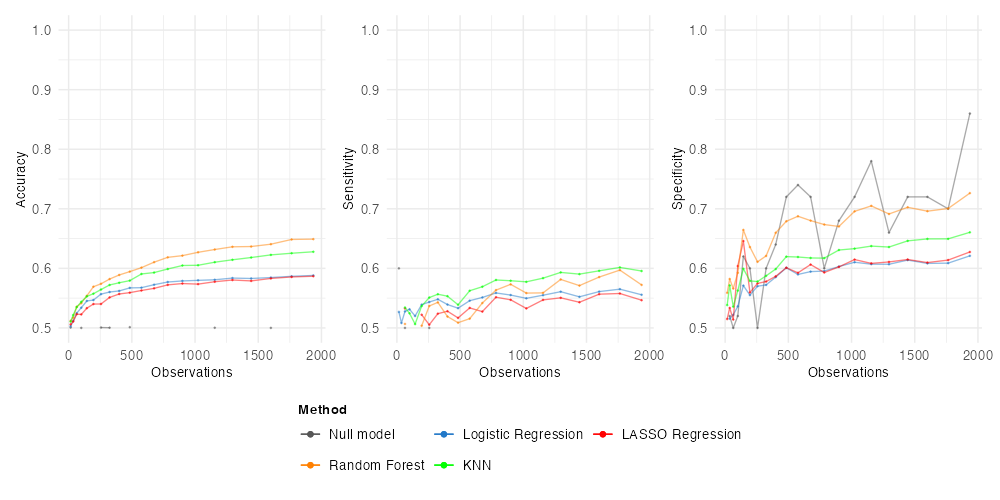 Accuracy
1.0
0.9
0.8
0.7
0.6
0.5
0 500 1000 1500 2000
Observations
Sensitivity
1.0
0.9
0.8
0.7
0.6
0.5
0 500 1000 1500 2000
Observations
Specificity
1.0
0.9
0.8
0.7
0.6
0.5
0 500 1000 1500 2000
Observations
Method
Null model Logistic Regression LASSO Regression
Random Forest KNN